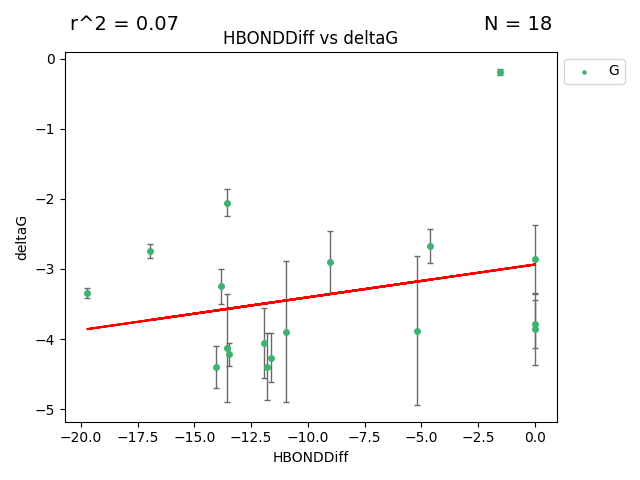 r^2 = 0.07
N = 18
HBONDDiff vs deltaG
G
0
−1
−2
−3
−4
−5
deltaG
−20.0 −17.5 −15.0 −12.5 −10.0 −7.5 −5.0 −2.5 0.0
HBONDDiff